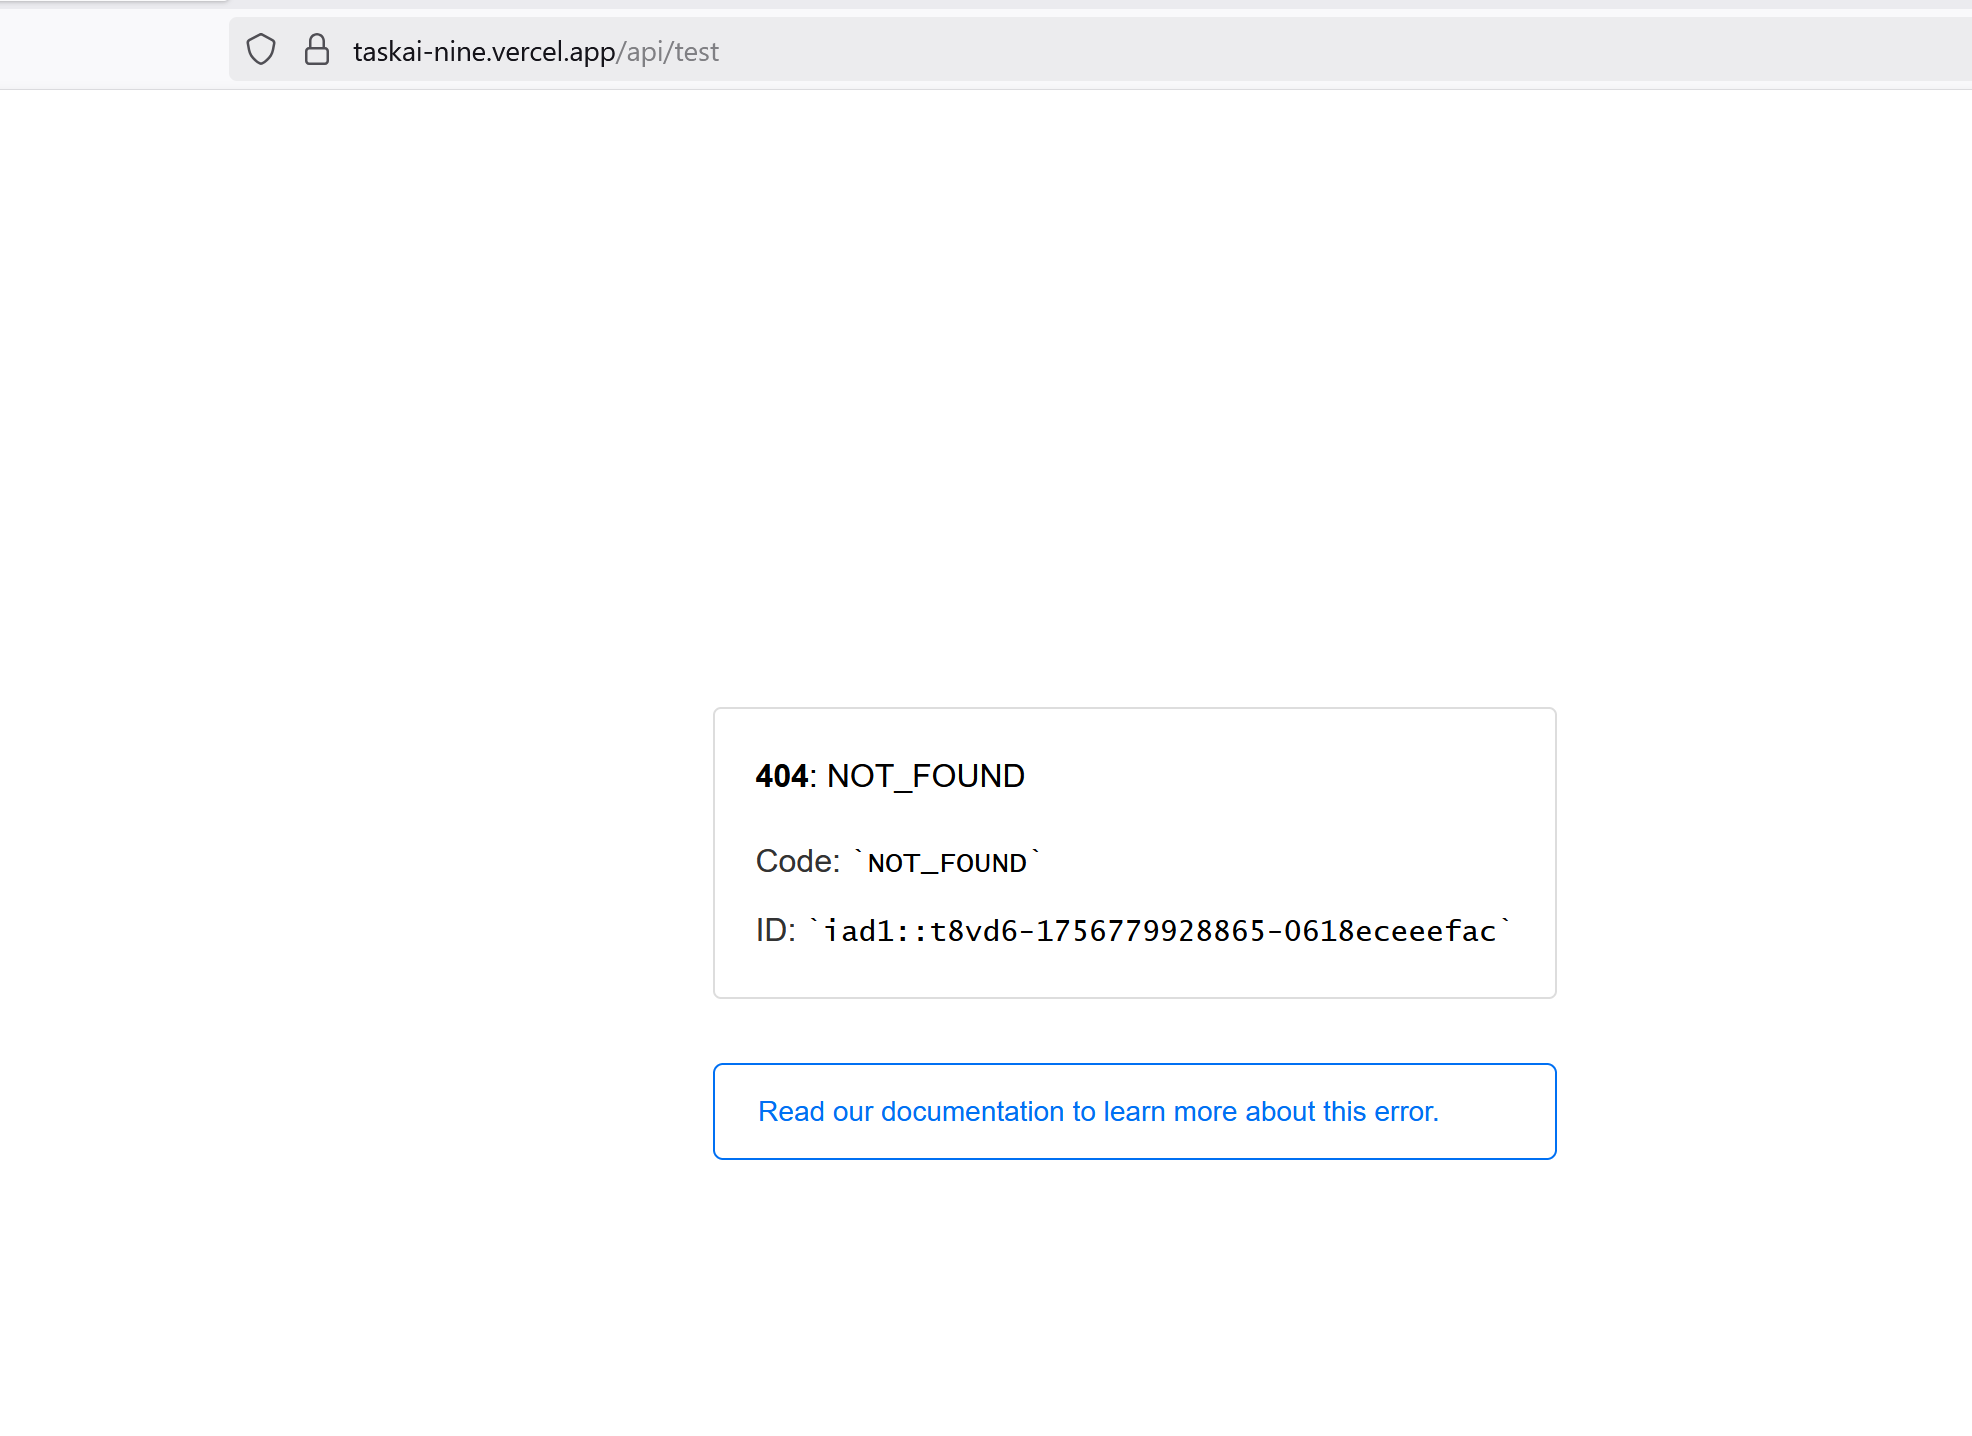 taskai-nine.vercel.app/api/test
404: NOT_FOUND
Code: `NOT_FOUND`
ID: `iad1::t8vd6-1756779928865-0618eceeefac`
Read our documentation to learn more about this error.